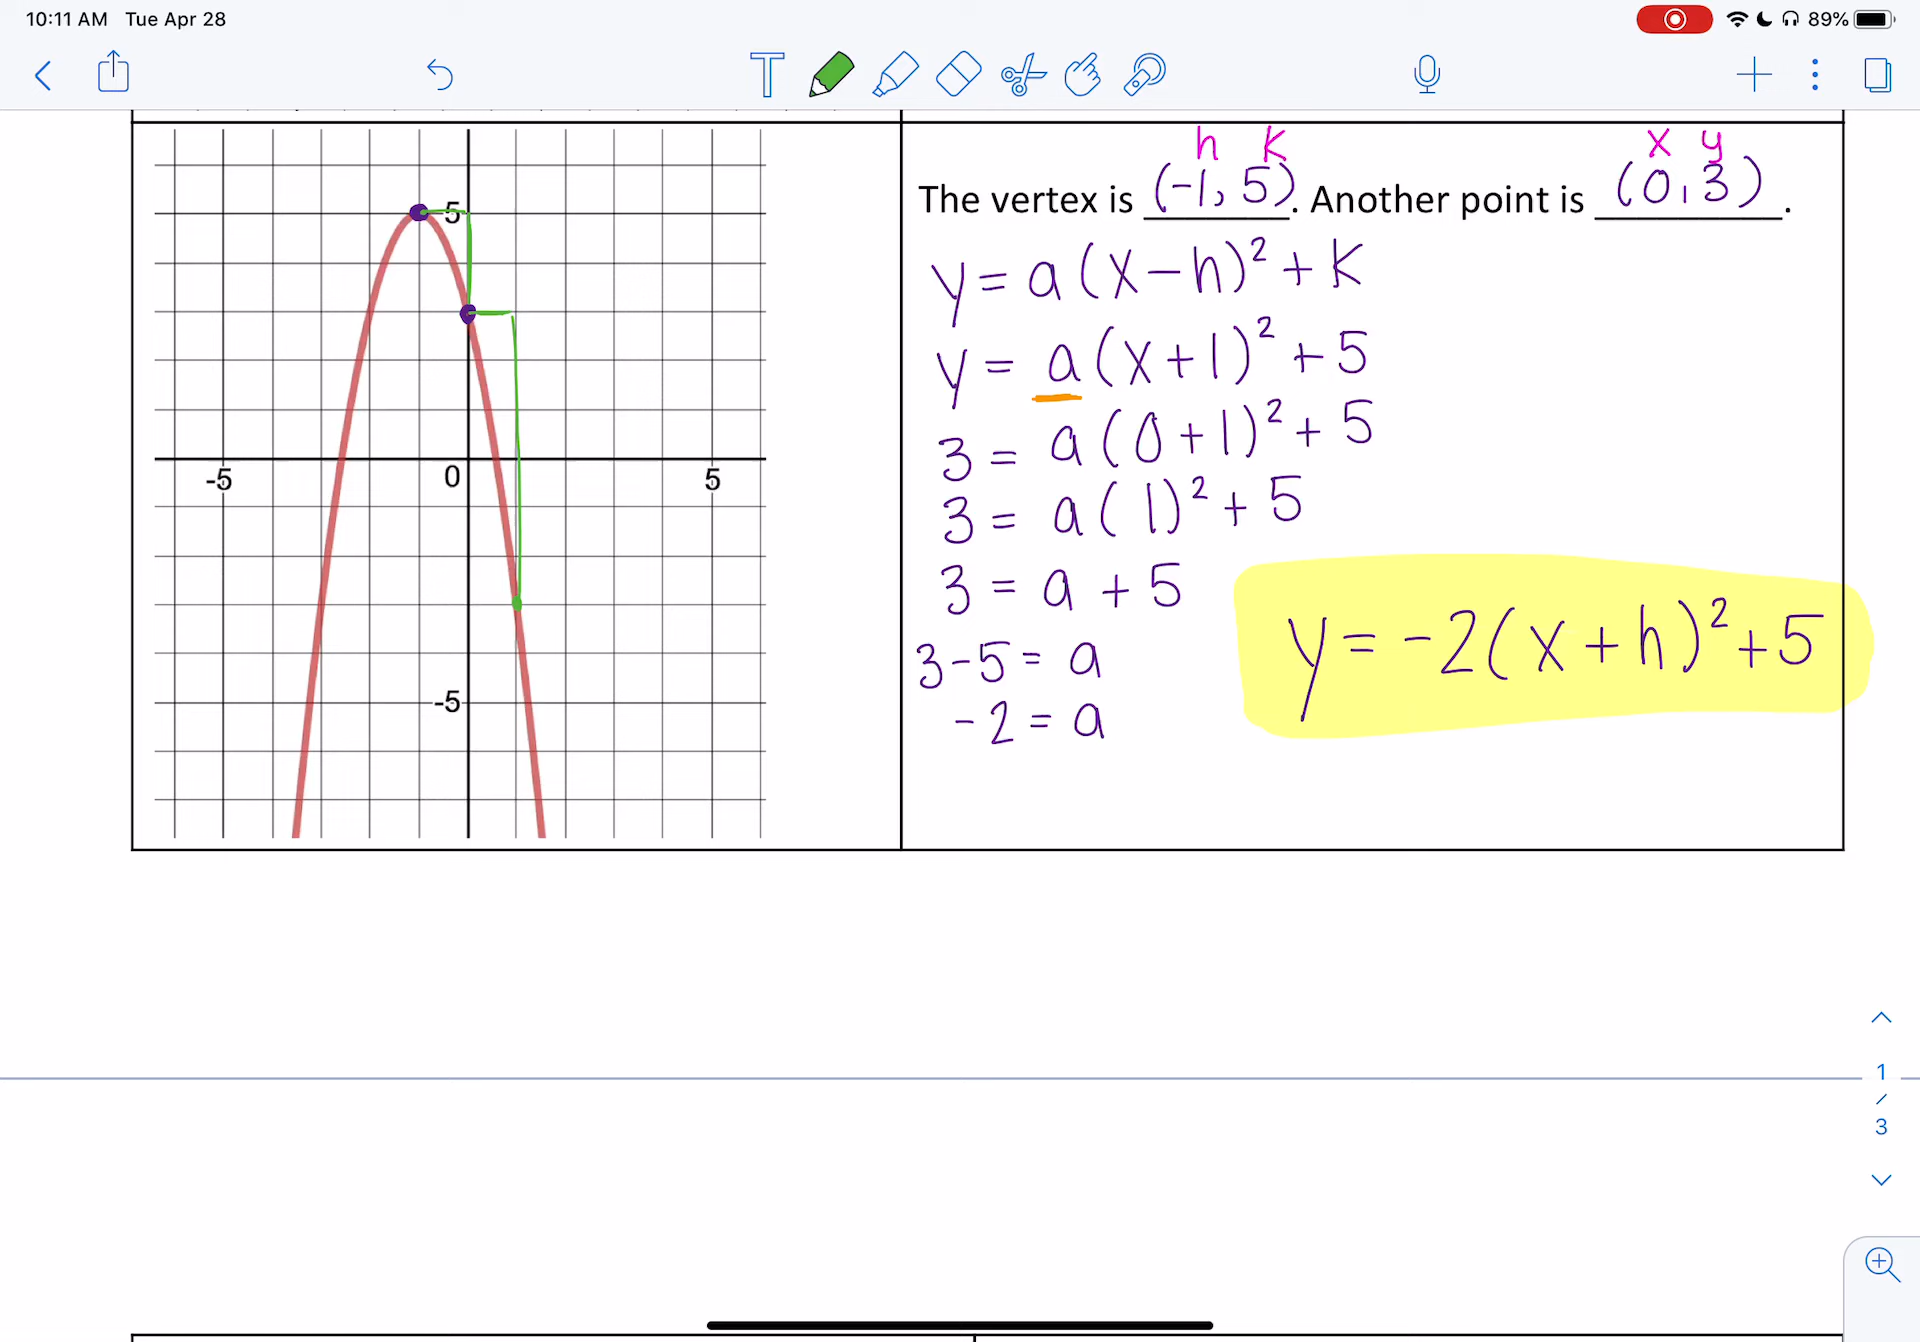 10:11 AM Tue Apr 28 89%
T
h k x y
The vertex is (-1, 5). Another point is (0, 3).
y = a(x-h)² + k
y = a(x+1)² + 5
3 = a(0+1)² + 5
3 = a(1)² + 5
3 = a + 5
3-5 = a
-2 = a
y = -2(x+h)² + 5
5
-5 0 5
-5
1
/
3